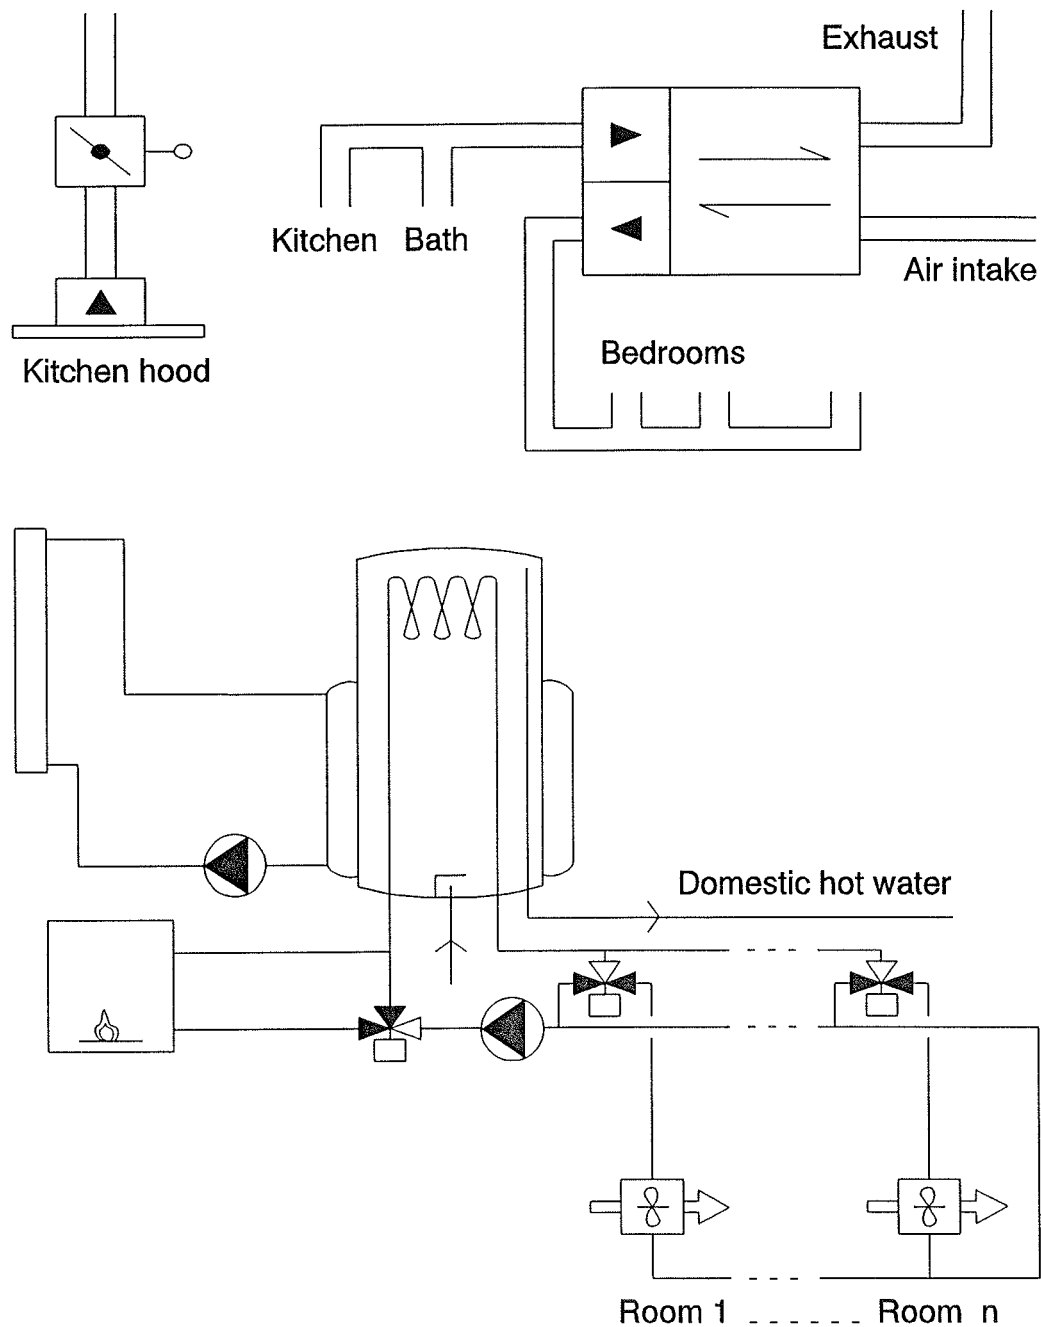 Exhaust
Kitchen Bath
Air intake
Bedrooms
Kitchen hood
Domestic hot water
Room 1 ------ Room n